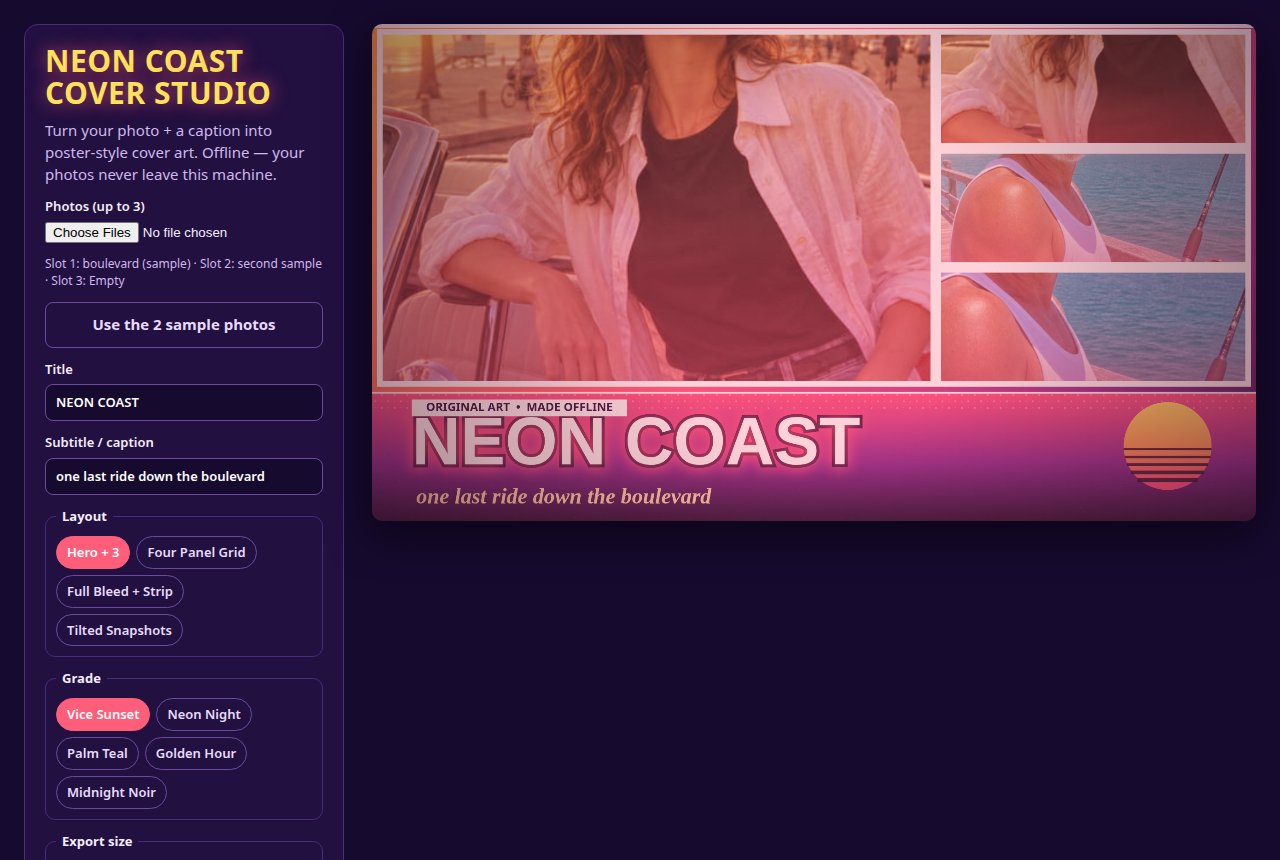 NEON COAST
COVER STUDIO
Turn your photo + a caption into
poster-style cover art. Offline — your
photos never leave this machine.
Photos (up to 3)
Choose Files No file chosen
Slot 1: boulevard (sample) · Slot 2: second sample
· Slot 3: Empty
Use the 2 sample photos
Title
NEON COAST
Subtitle / caption
one last ride down the boulevard
Layout
Hero + 3
Four Panel Grid
Full Bleed + Strip
Tilted Snapshots
Grade
Vice Sunset
Neon Night
Palm Teal
Golden Hour
Midnight Noir
Export size
ORIGINAL ART • MADE OFFLINE
NEON COAST
one last ride down the boulevard